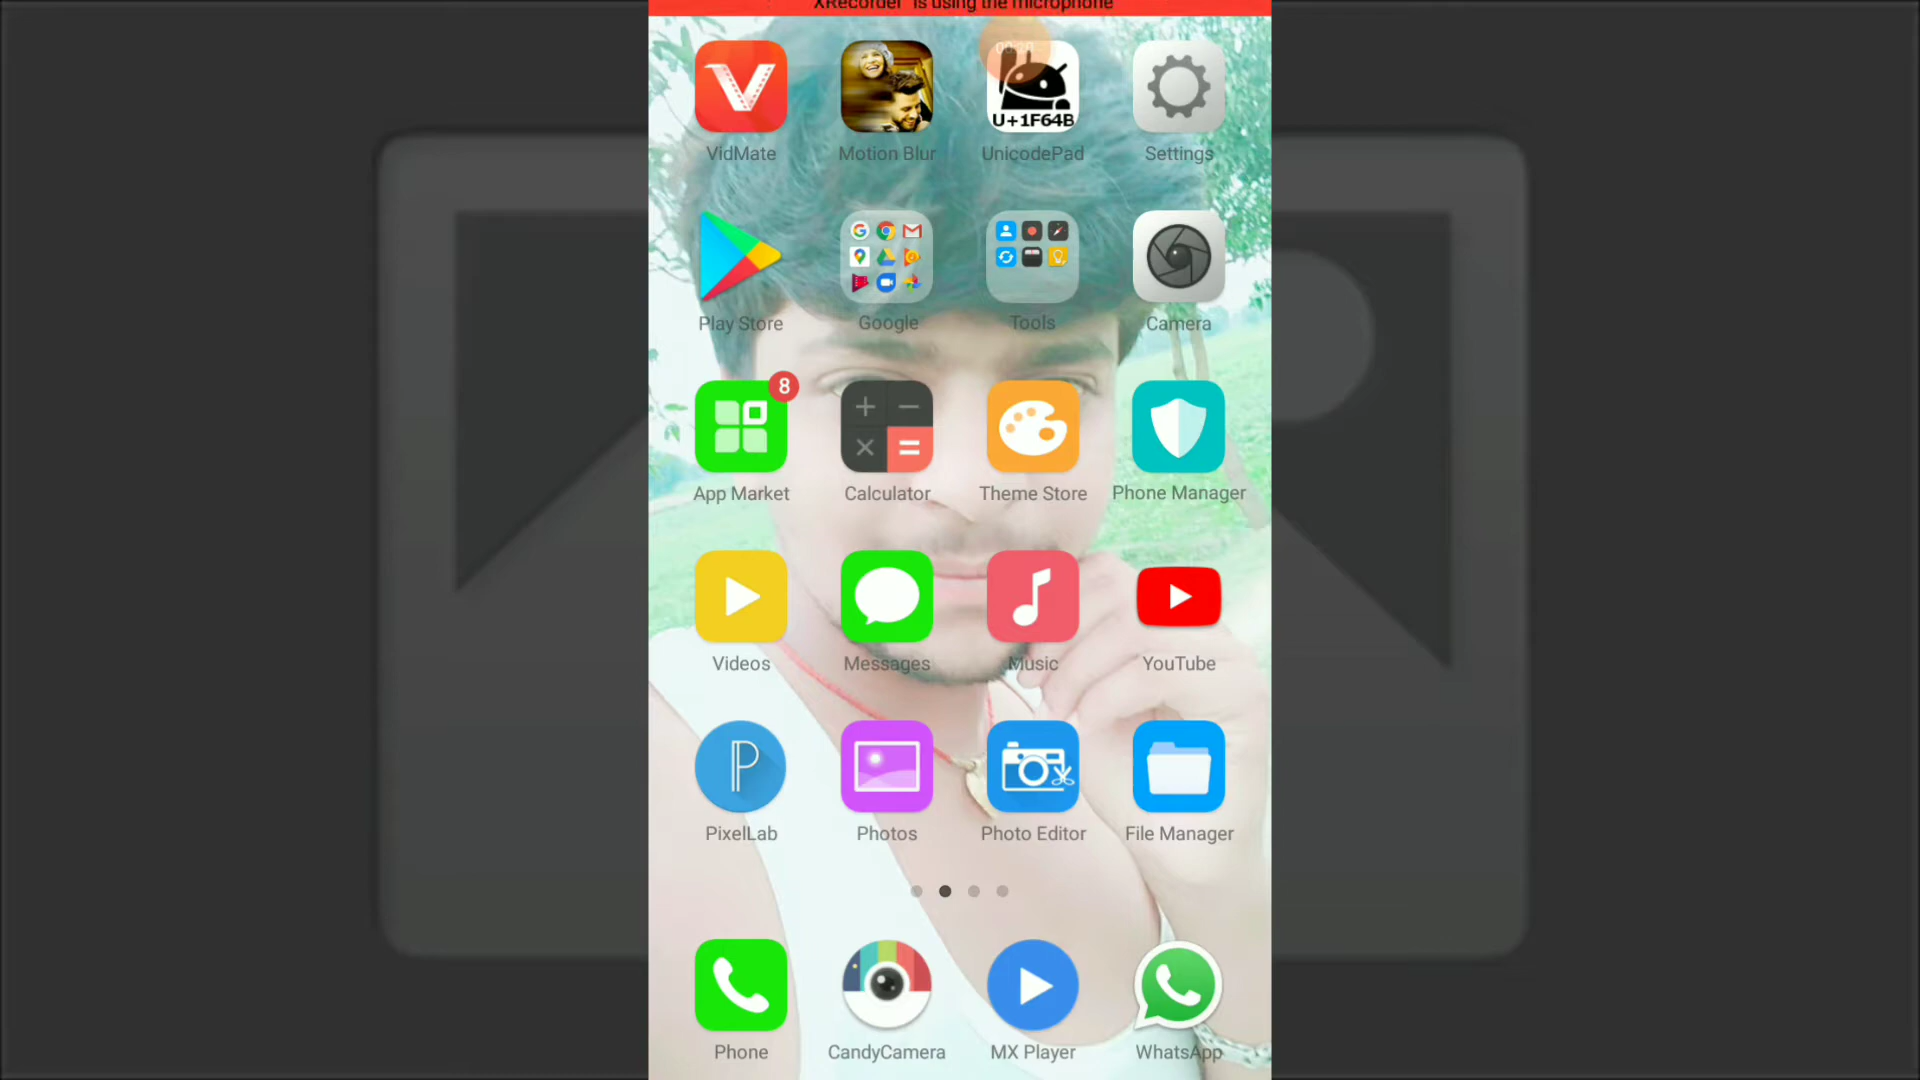 XRecorder" is using the microphone
U+1F64B
VidMate Motion Blur UnicodePad Settings
Play Store Google Tools Camera
8
App Market Calculator Theme Store Phone Manager
Videos Messages Music YouTube
PixelLab Photos Photo Editor File Manager
Phone CandyCamera MX Player WhatsApp